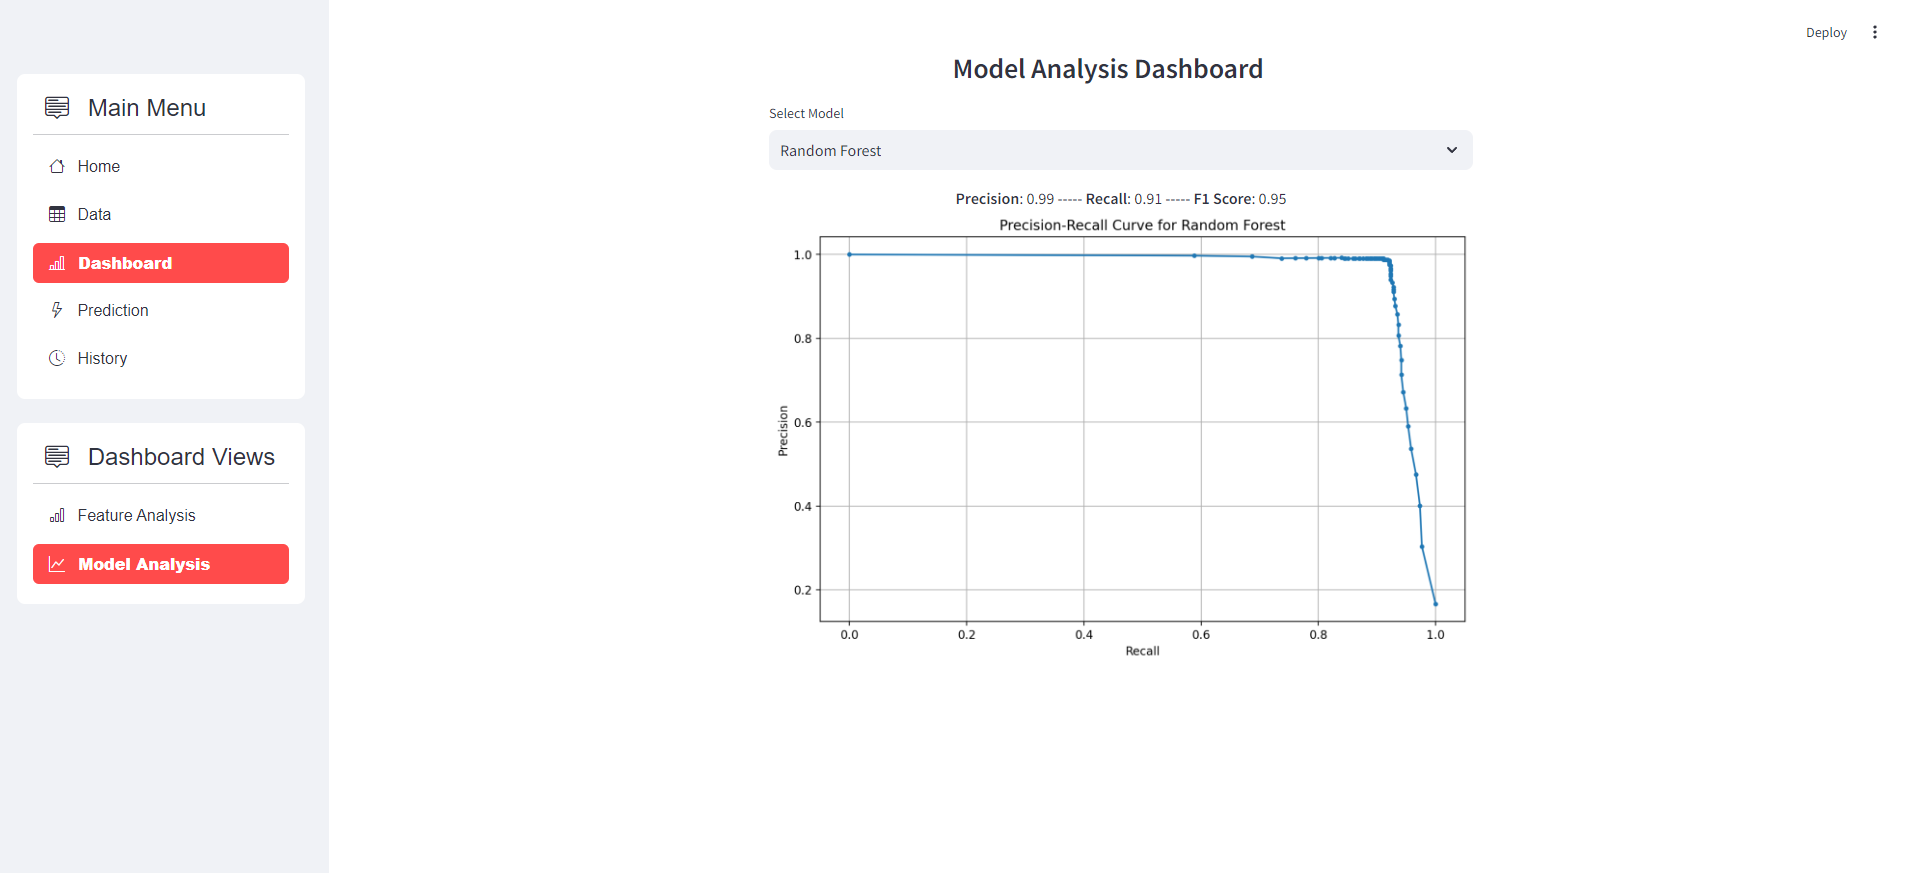 Deploy
Main Menu
Home
Data
Dashboard
Prediction
History
Dashboard Views
Feature Analysis
Model Analysis
Model Analysis Dashboard
Select Model
Random Forest
Precision: 0.99 ----- Recall: 0.91 ----- F1 Score: 0.95
Precision-Recall Curve for Random Forest
1.0
0.8
0.6
0.4
0.2
Precision
0.0 0.2 0.4 0.6 0.8 1.0
Recall